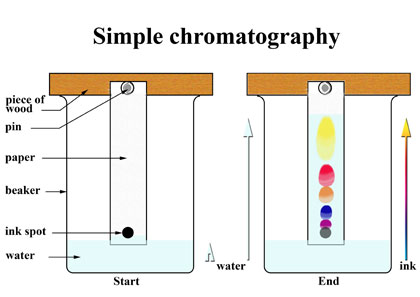 Simple chromatography
piece of
wood
pin
paper
beaker
ink spot
water
water
ink
Start
End